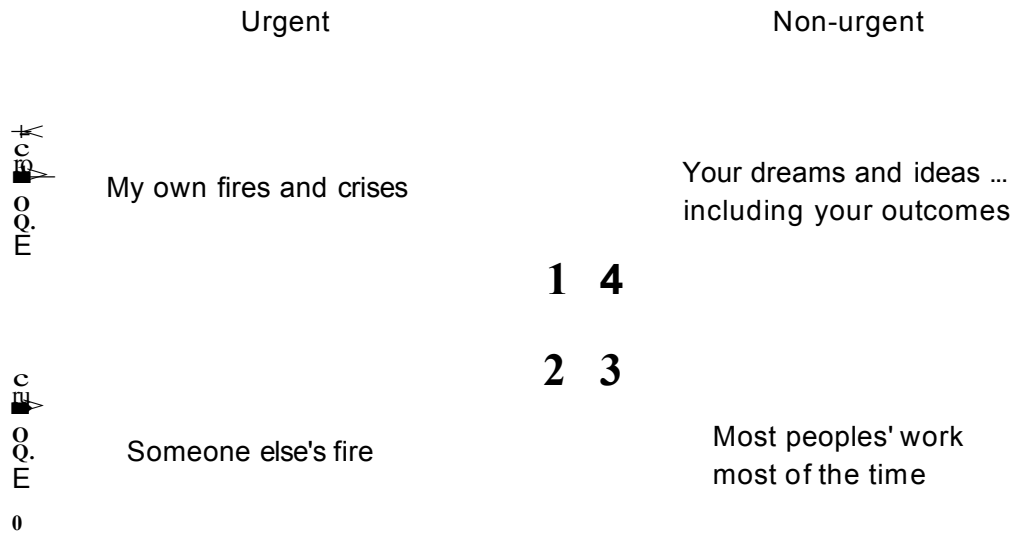 Urgent
Non-urgent
My own fires and crises
Your dreams and ideas ...
including your outcomes
1 4
2 3
Someone else's fire
Most peoples' work
most of the time